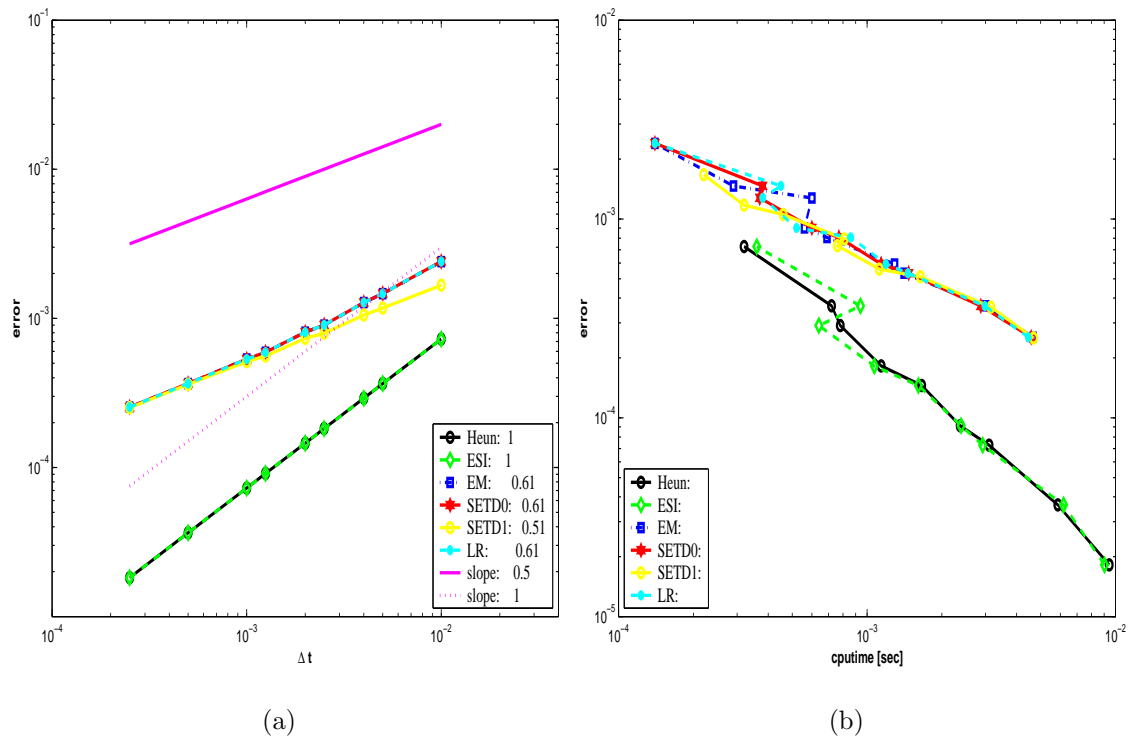 10⁻¹
10⁻²
10⁻³
10⁻⁴
error
10⁻⁴
10⁻³
10⁻²
Δ t
Heun: 1
ESI: 1
EM: 0.61
SETD0: 0.61
SETD1: 0.51
LR: 0.61
slope: 0.5
slope: 1
(a)
10⁻²
10⁻³
10⁻⁴
10⁻⁵
error
10⁻⁴
10⁻³
10⁻²
cputime [sec]
Heun:
ESI:
EM:
SETD0:
SETD1:
LR:
(b)